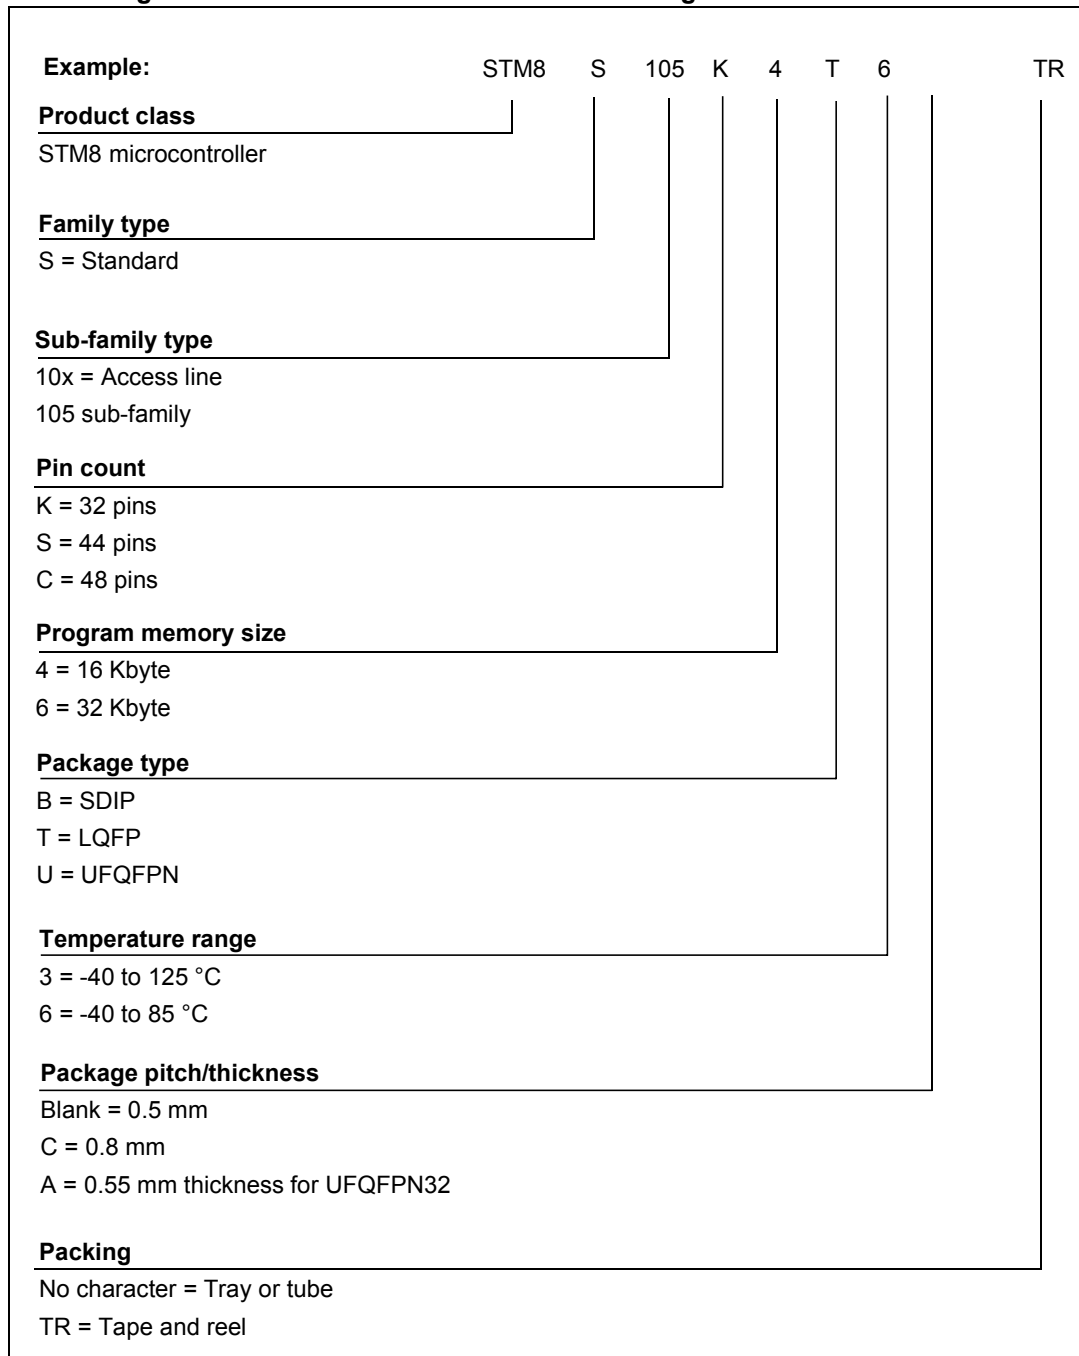 Example: STM8 S 105 K 4 T 6 TR
Product class
STM8 microcontroller
Family type
S = Standard
Sub-family type
10x = Access line
105 sub-family
Pin count
K = 32 pins
S = 44 pins
C = 48 pins
Program memory size
4 = 16 Kbyte
6 = 32 Kbyte
Package type
B = SDIP
T = LQFP
U = UFQFPN
Temperature range
3 = -40 to 125 °C
6 = -40 to 85 °C
Package pitch/thickness
Blank = 0.5 mm
C = 0.8 mm
A = 0.55 mm thickness for UFQFPN32
Packing
No character = Tray or tube
TR = Tape and reel